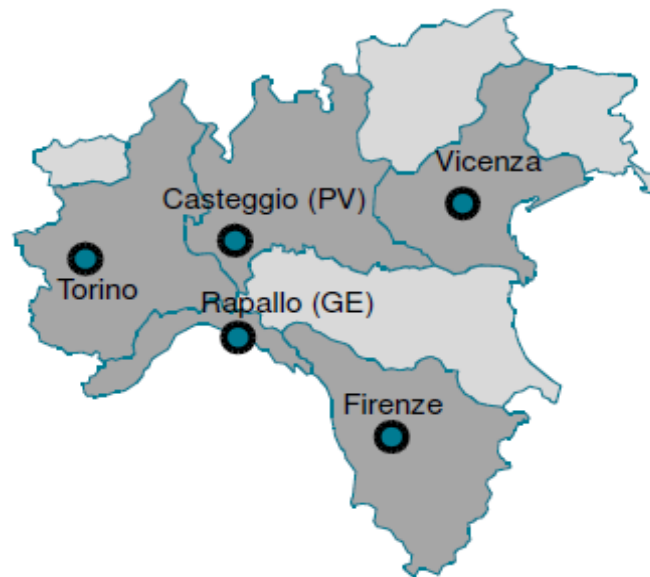 Vicenza
Casteggio (PV)
Torino
Rapallo (GE)
Firenze